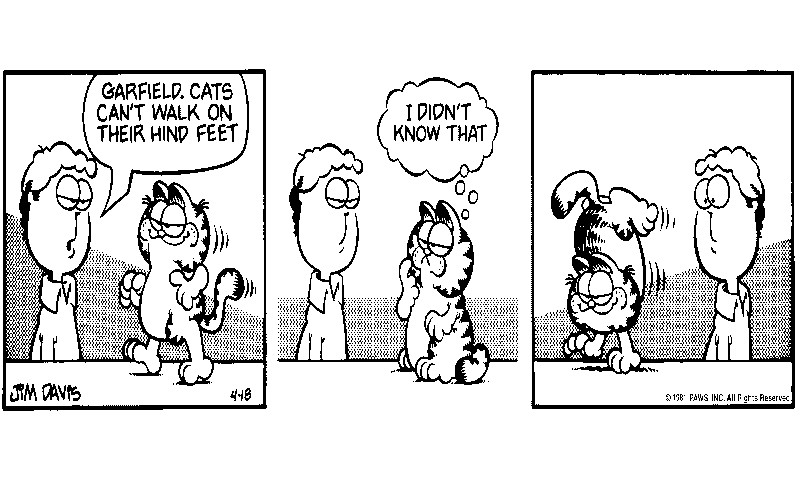 GARFIELD. CATS
CAN'T WALK ON
THEIR HIND FEET
JIM DAVIS
4-18
I DIDN'T
KNOW THAT
© 1981 PAWS, INC. All Rights Reserved.